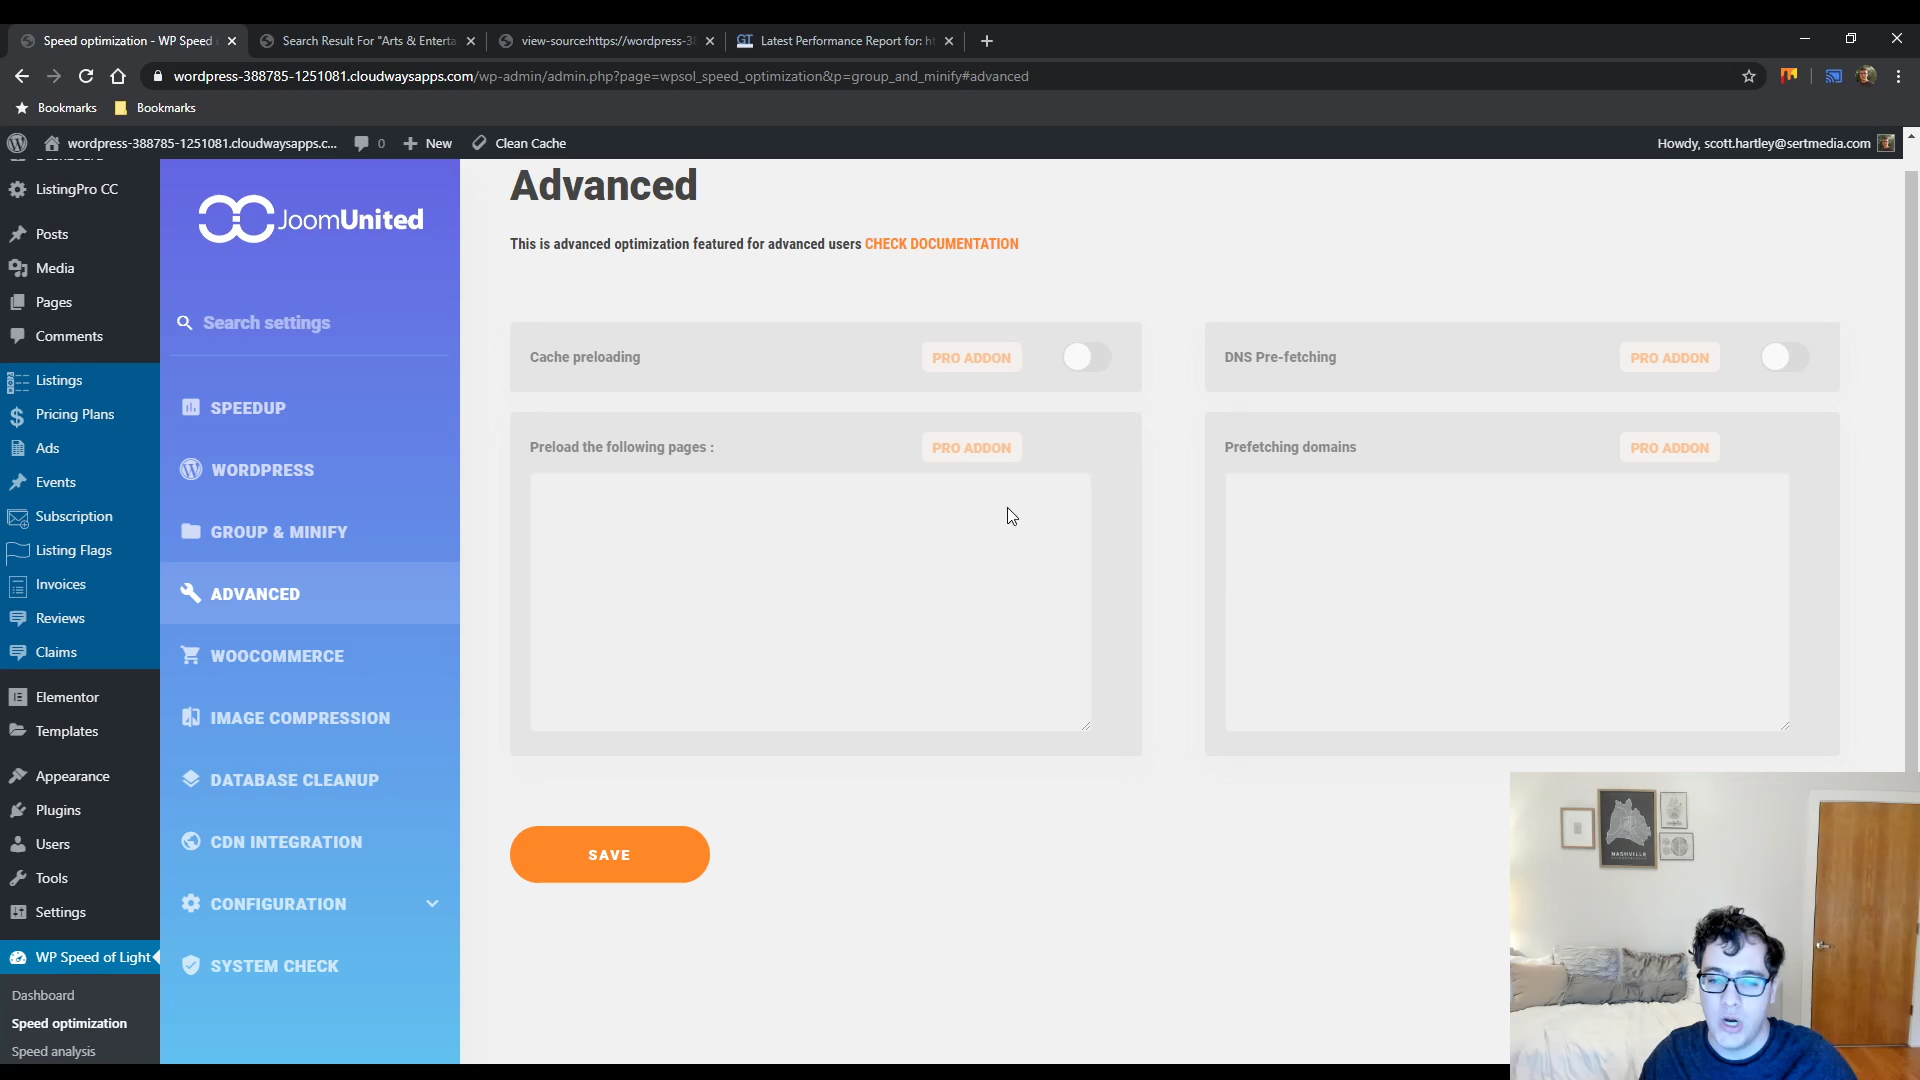 Speed optimization - WP Speed
Search Result For "Arts & Enterta
view-source:https://wordpress-38
GT
Latest Performance Report for: h
wordpress-388785-1251081.cloudwaysapps.com/wp-admin/admin.php?page=wpsol_speed_optimization&p=group_and_minify#advanced
Bookmarks
Bookmarks
wordpress-388785-1251081.cloudwaysapps.c...
0
New
Clean Cache
Howdy, scott.hartley@sertmedia.com
ListingPro CC
Posts
Media
Pages
Comments
Listings
Pricing Plans
Ads
Events
Subscription
Listing Flags
Invoices
Reviews
Claims
Elementor
Templates
Appearance
Plugins
Users
Tools
Settings
WP Speed of Light
Dashboard
Speed optimization
Speed analysis
JoomUnited
Search settings
SPEEDUP
WORDPRESS
GROUP & MINIFY
ADVANCED
WOOCOMMERCE
IMAGE COMPRESSION
DATABASE CLEANUP
CDN INTEGRATION
CONFIGURATION
SYSTEM CHECK
Advanced
This is advanced optimization featured for advanced users CHECK DOCUMENTATION
Cache preloading
PRO ADDON
DNS Pre-fetching
PRO ADDON
Preload the following pages :
PRO ADDON
Prefetching domains
PRO ADDON
SAVE
NASHVILLE